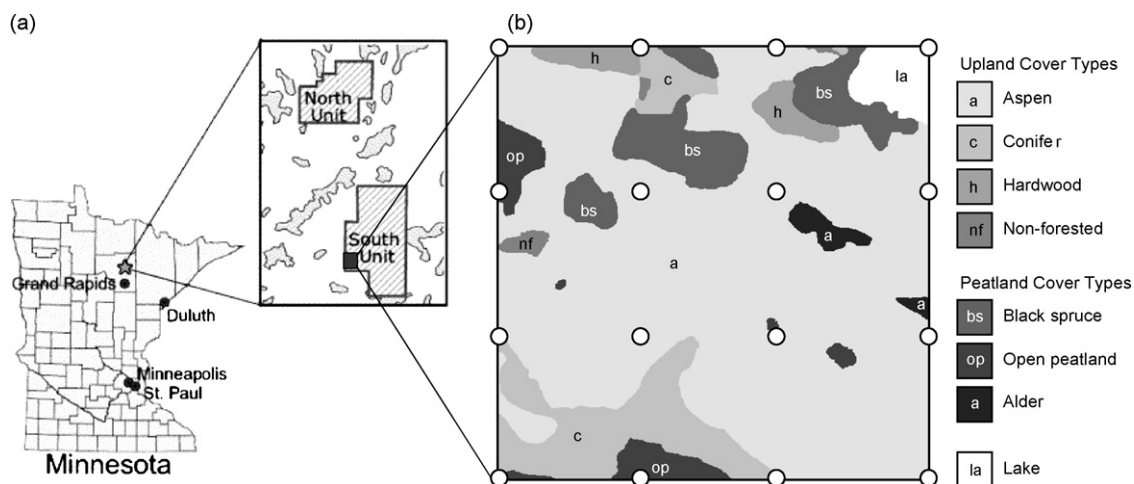 (a)
North
Unit
South
Unit
Grand Rapids
Duluth
Minneapolis
St. Paul
Minnesota
(b)
h
c
la
bs
h
op
bs
bs
a
nf
a
a
c
op
Upland Cover Types
a Aspen
c Conifer
h Hardwood
nf Non-forested
Peatland Cover Types
bs Black spruce
op Open peatland
a Alder
la Lake